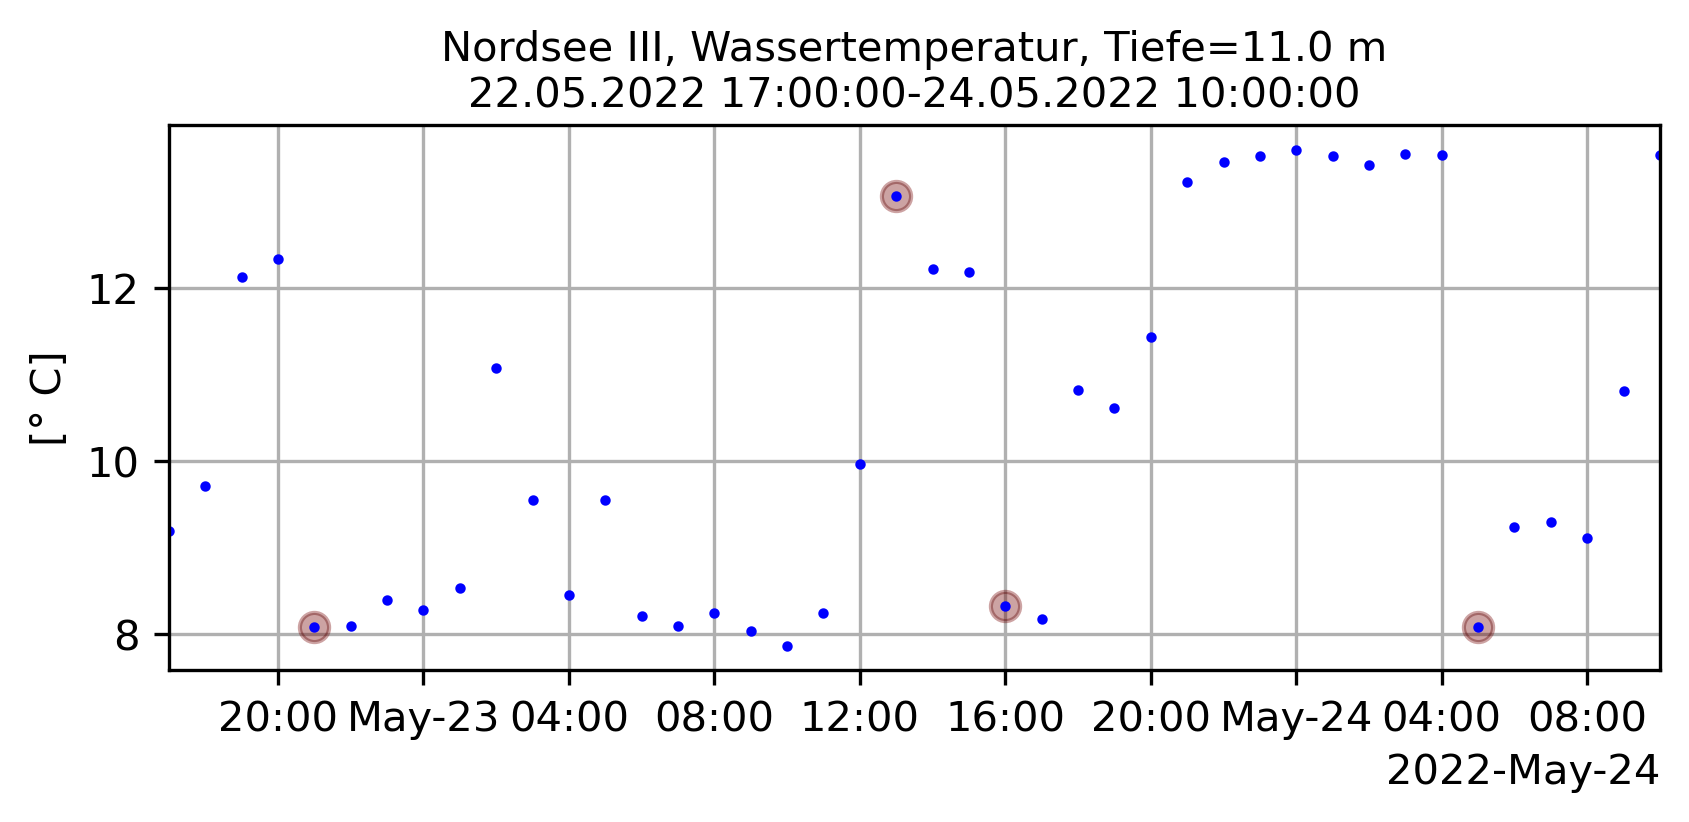 Nordsee III, Wassertemperatur, Tiefe=11.0 m
22.05.2022 17:00:00-24.05.2022 10:00:00
[° C]
12
10
8
20:00 May-23 04:00 08:00 12:00 16:00 20:00 May-24 04:00 08:00
2022-May-24